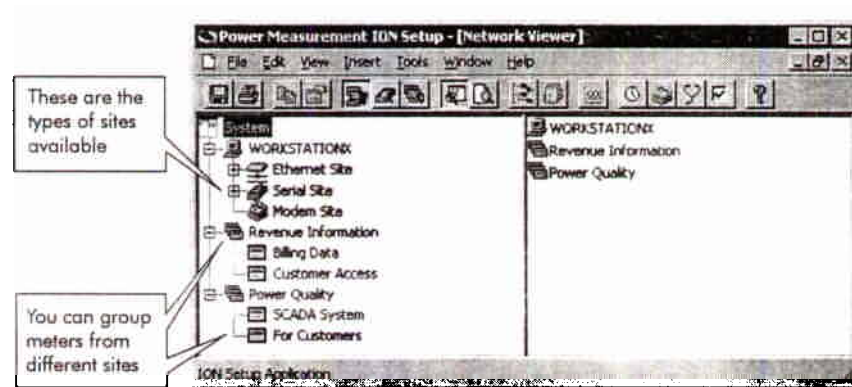 Power Measurement ION Setup - [Network Viewer]
File Edit View Insert Tools Window Help
These are the
types of sites
available
System
WORKSTATIONX
Ethernet Site
Serial Site
Modem Site
Revenue Information
Billing Data
Customer Access
Power Quality
SCADA System
For Customers
WORKSTATIONX
Revenue Information
Power Quality
You can group
meters from
different sites
ION Setup Application